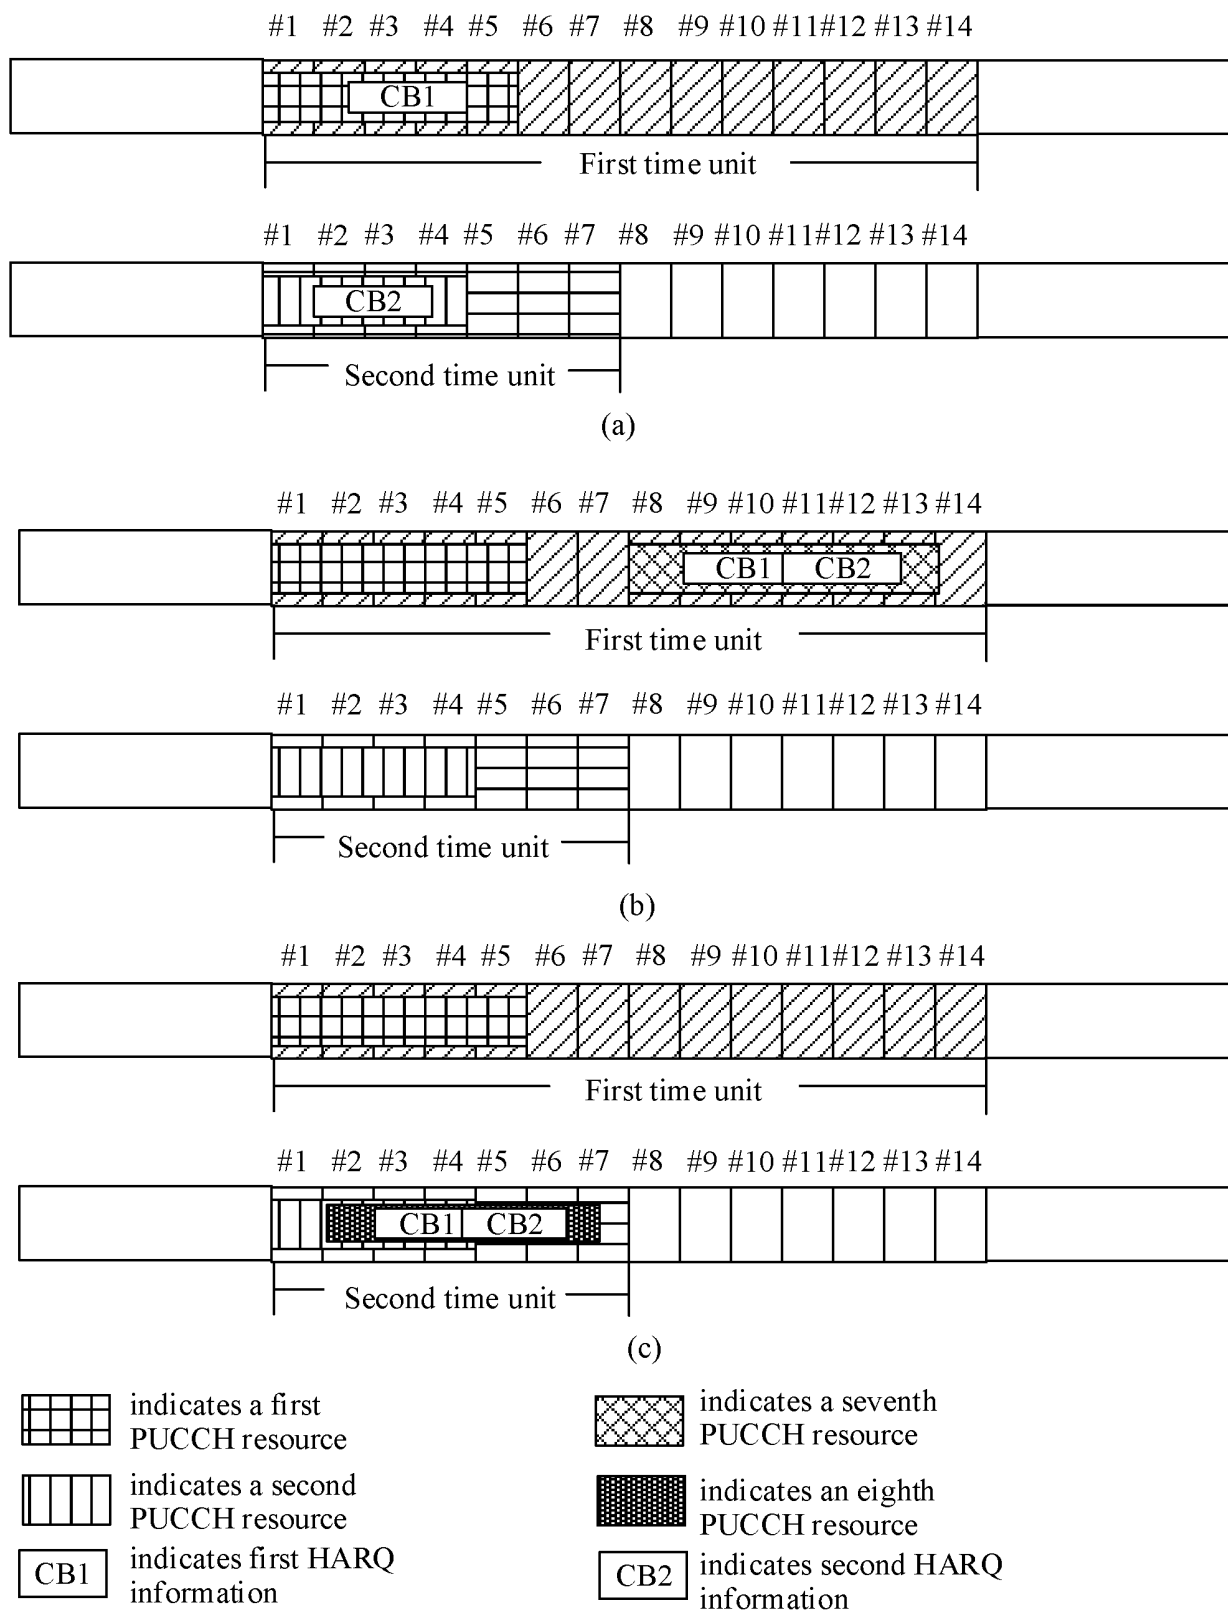 #1 #2 #3 #4 #5 #6 #7 #8 #9 #10 #11 #12 #13 #14
CB1
First time unit
#1 #2 #3 #4 #5 #6 #7 #8 #9 #10 #11 #12 #13 #14
CB2
Second time unit
(a)
#1 #2 #3 #4 #5 #6 #7 #8 #9 #10 #11 #12 #13 #14
CB1 CB2
First time unit
#1 #2 #3 #4 #5 #6 #7 #8 #9 #10 #11 #12 #13 #14
Second time unit
(b)
#1 #2 #3 #4 #5 #6 #7 #8 #9 #10 #11 #12 #13 #14
First time unit
#1 #2 #3 #4 #5 #6 #7 #8 #9 #10 #11 #12 #13 #14
CB1 CB2
Second time unit
(c)
indicates a first
PUCCH resource
indicates a seventh
PUCCH resource
indicates a second
PUCCH resource
indicates an eighth
PUCCH resource
CB1
indicates first HARQ
information
CB2
indicates second HARQ
information